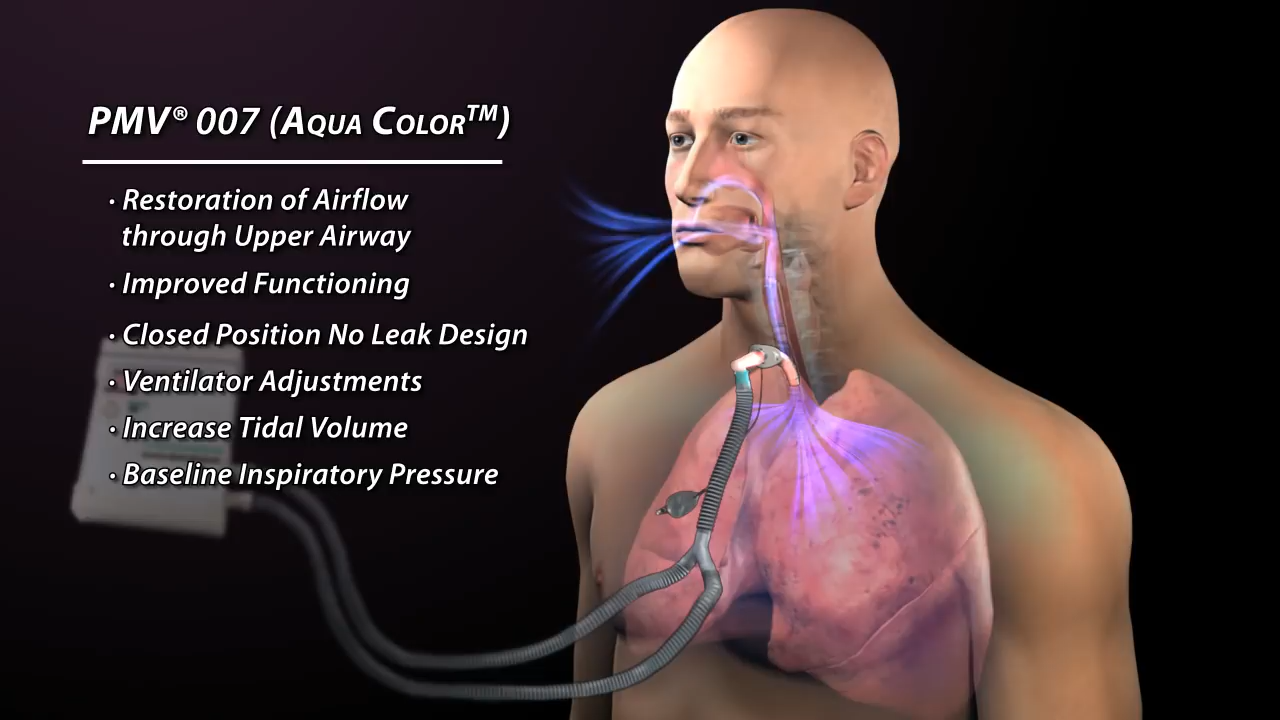 PMV® 007 (Aqua Color™)
· Restoration of Airflow
through Upper Airway
· Improved Functioning
· Closed Position No Leak Design
· Ventilator Adjustments
· Increase Tidal Volume
· Baseline Inspiratory Pressure